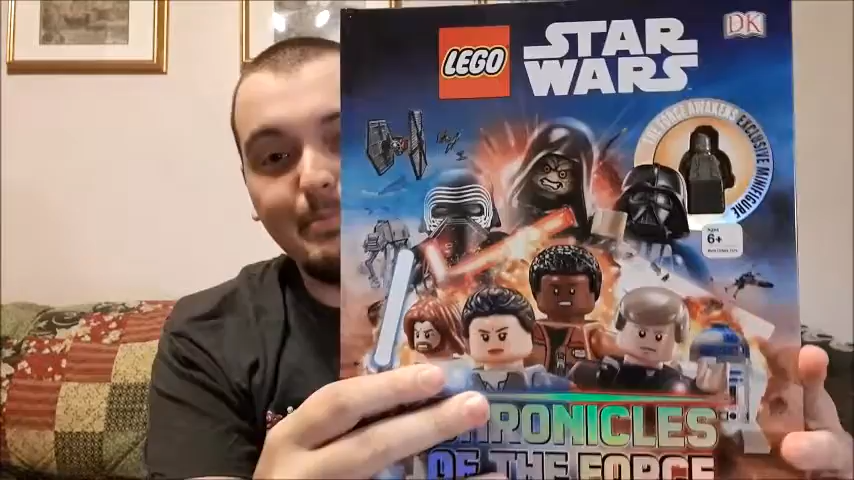 LEGO
STAR
WARS
DK
THE FORCE AWAKENS EXCLUSIVE MINIFIGURE
Ages
6+
CHRONICLES
OF THE FORCE